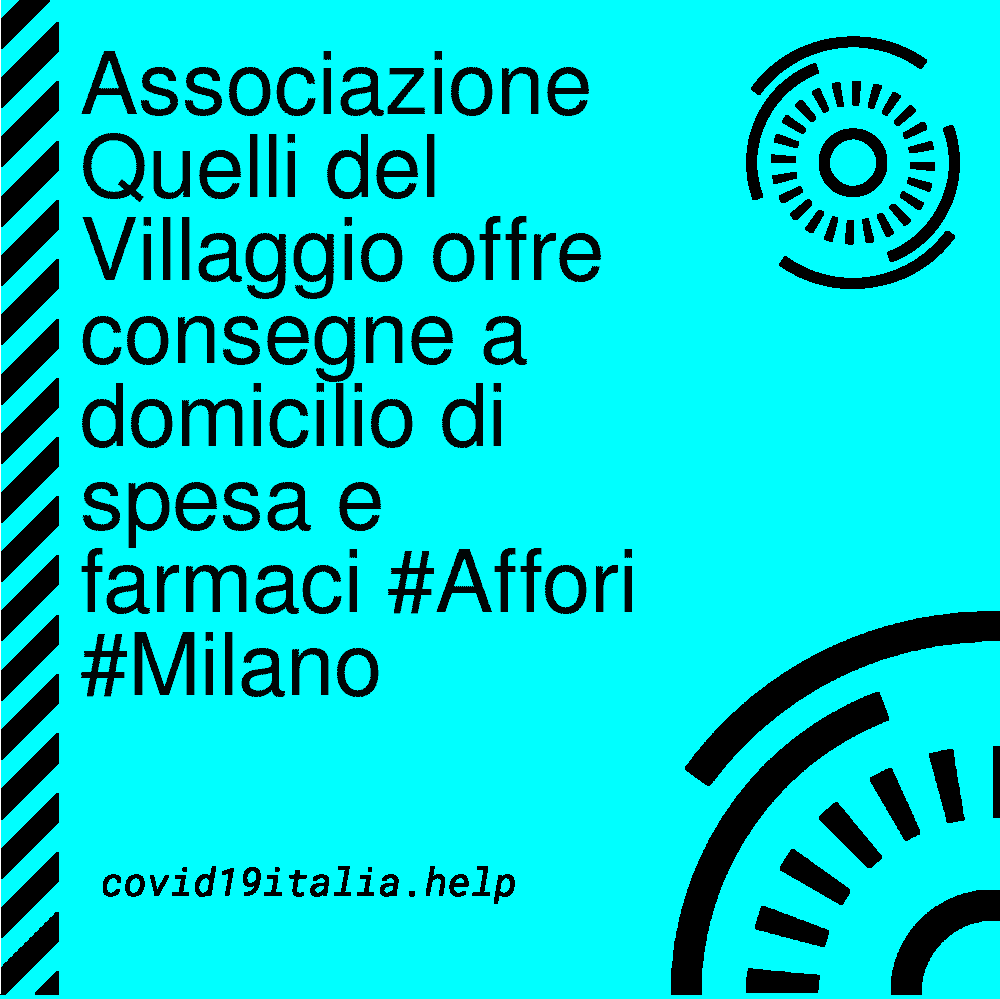 Associazione
Quelli del
Villaggio offre
consegne a
domicilio di
spesa e
farmaci #Affori
#Milano
covid19italia.help